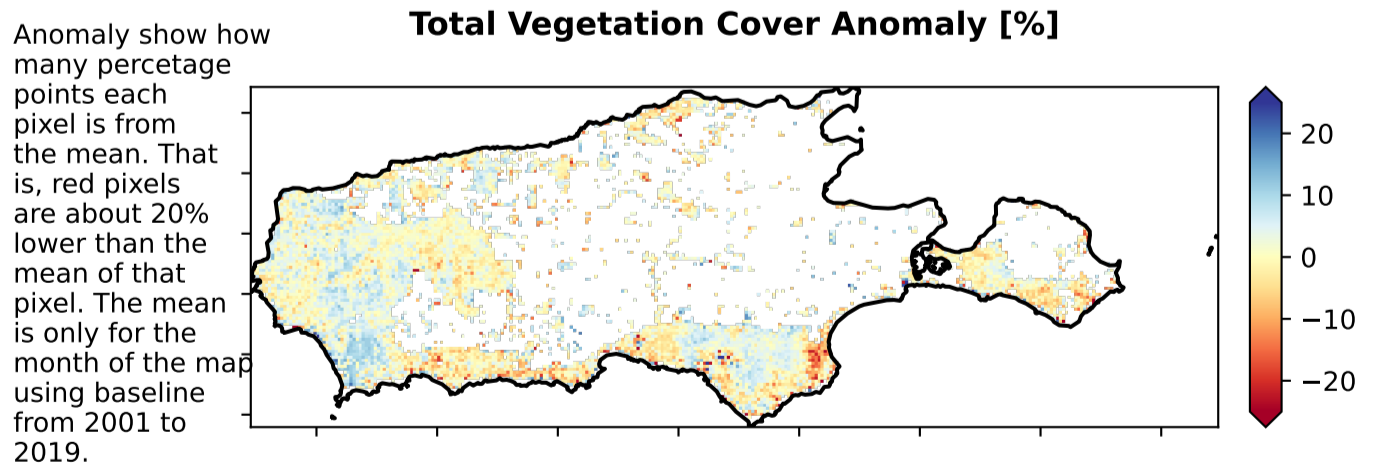 Total Vegetation Cover Anomaly [%]
Anomaly show how
many percetage
points each
pixel is from
the mean. That
is, red pixels
are about 20%
lower than the
mean of that
pixel. The mean
is only for the
month of the map
using baseline
from 2001 to
2019.
20
10
0
−10
−20